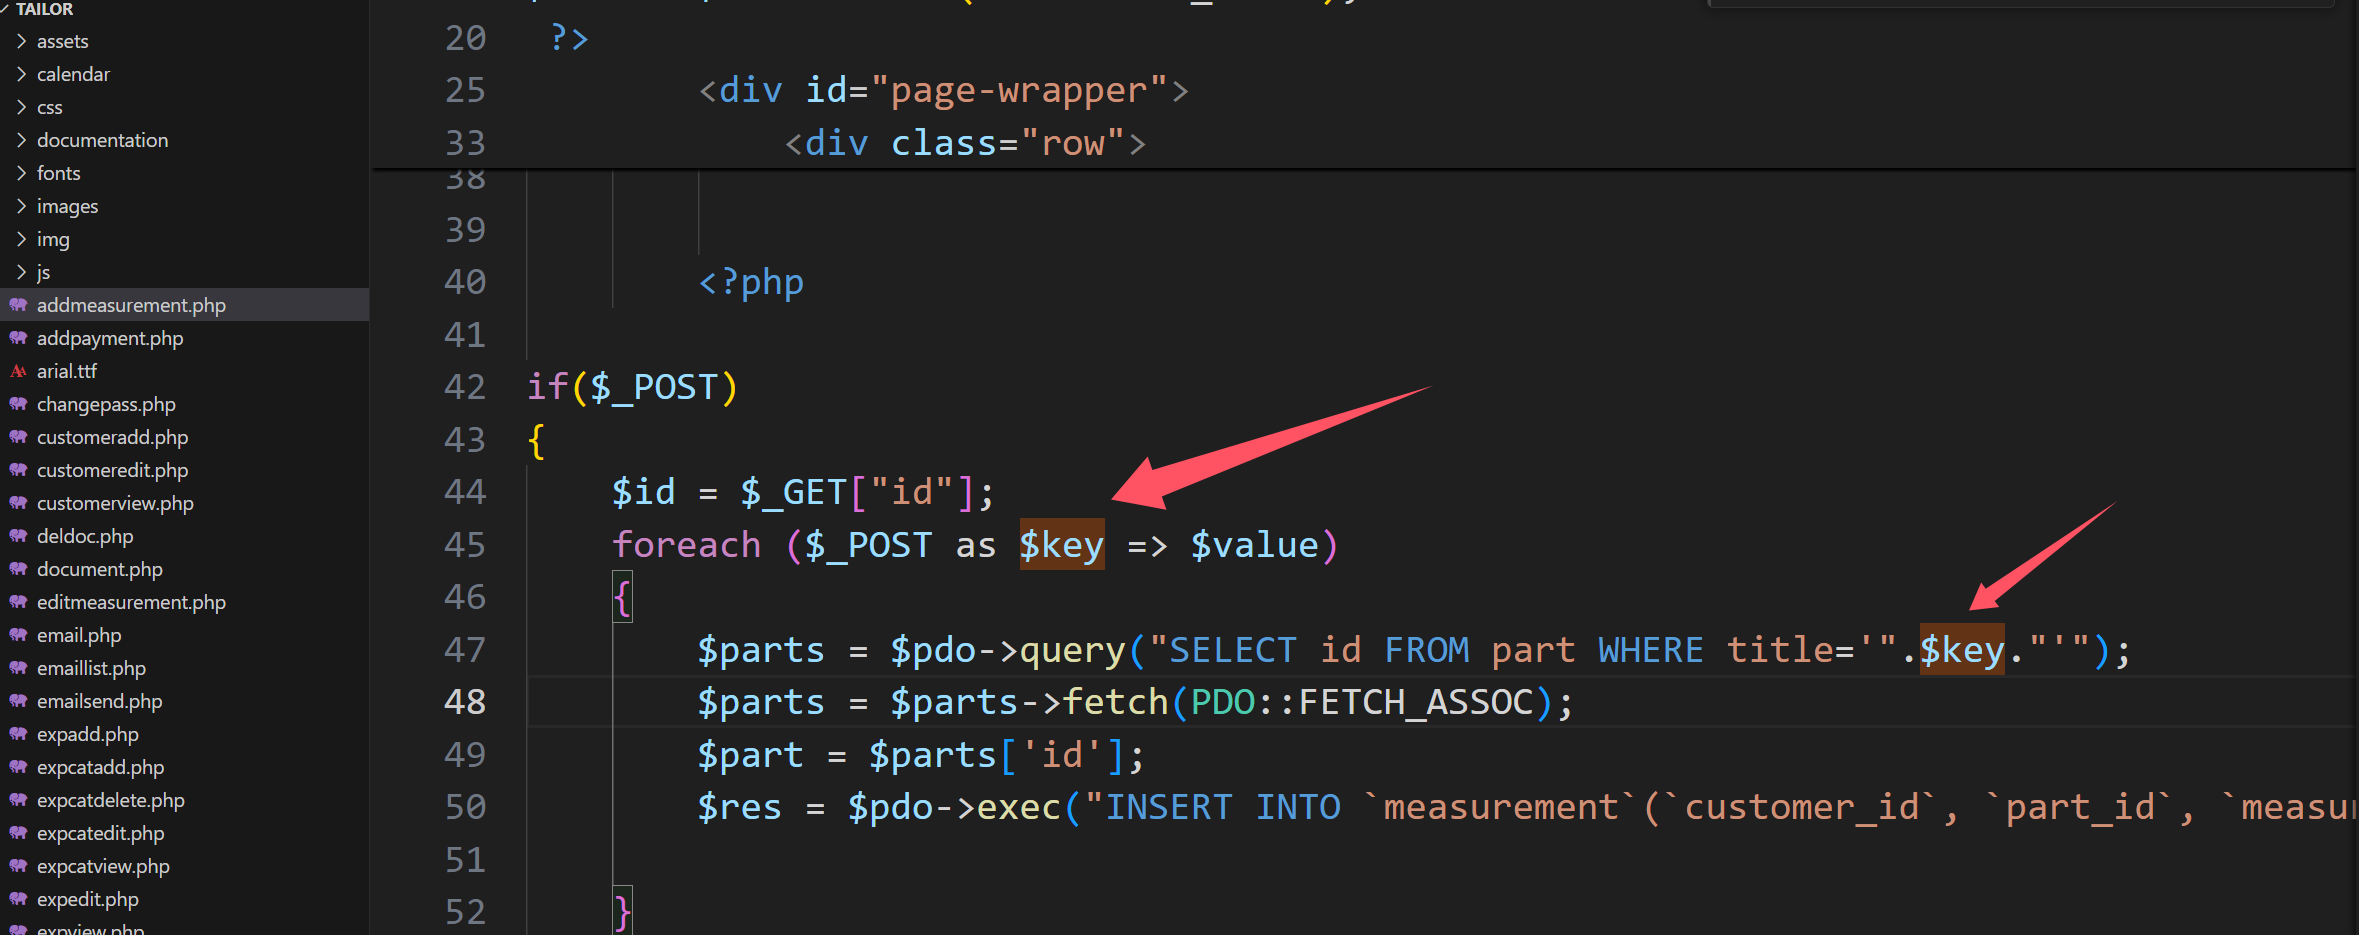 TAILOR
assets
calendar
css
documentation
fonts
images
img
js
addmeasurement.php
addpayment.php
arial.ttf
changepass.php
customeradd.php
customeredit.php
customerview.php
deldoc.php
document.php
editmeasurement.php
email.php
emaillist.php
emailsend.php
expadd.php
expcatadd.php
expcatdelete.php
expcatedit.php
expcatview.php
expedit.php
expview.php
20 ?>
25 <div id="page-wrapper">
33 <div class="row">
38
39
40 <?php
41
42 if($_POST)
43 {
44 $id = $_GET["id"];
45 foreach ($_POST as $key => $value)
46 {
47 $parts = $pdo->query("SELECT id FROM part WHERE title='".$key."'");
48 $parts = $parts->fetch(PDO::FETCH_ASSOC);
49 $part = $parts['id'];
50 $res = $pdo->exec("INSERT INTO `measurement`(`customer_id`, `part_id`, `measu
51
52 }